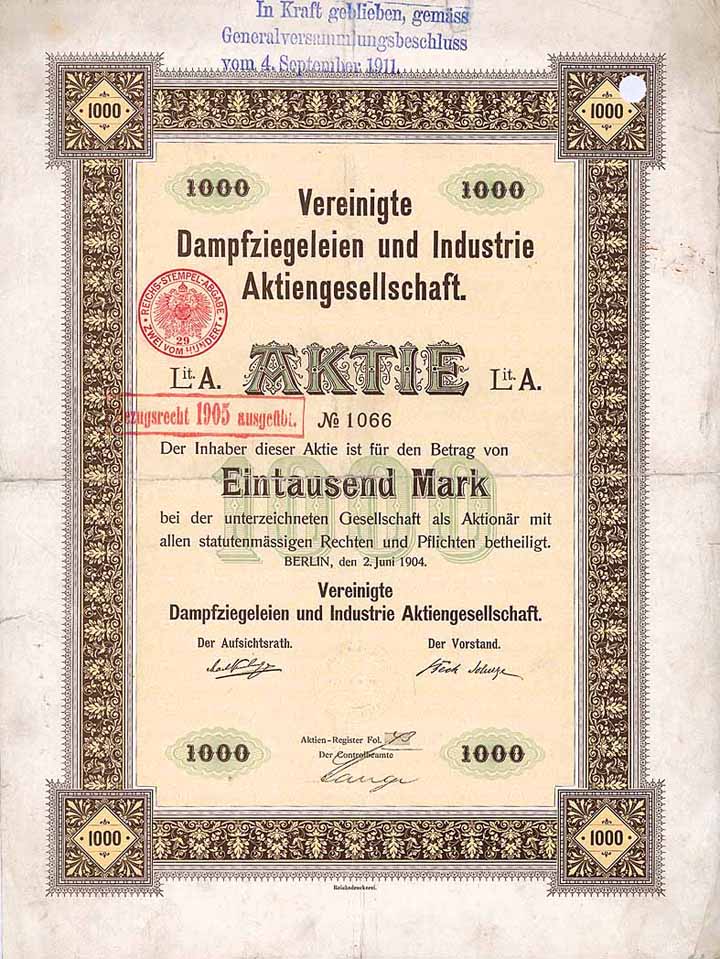 In Kraft geblieben, gemäss
Generalversammlungsbeschluss
vom 4. September 1911.
1000 1000
1000 1000
Vereinigte
Dampfziegeleien und Industrie
Aktiengesellschaft.
REICHS-STEMPEL-ABGABE
29
ZWEI VOM HUNDERT
Lit. A. AKTIE Lit. A.
ezugsrecht 1905 ausgeübt.
№ 1066
Der Inhaber dieser Aktie ist für den Betrag von
1000
Eintausend Mark
bei der unterzeichneten Gesellschaft als Aktionär mit
allen statutenmässigen Rechten und Pflichten betheiligt.
BERLIN, den 2. Juni 1904.
Vereinigte
Dampfziegeleien und Industrie Aktiengesellschaft.
Der Aufsichtsrath. Der Vorstand.
Aktien-Register Fol.
1000 1000
Der Controlbeamte
Lange
1000 1000
Reichsdruckerei.